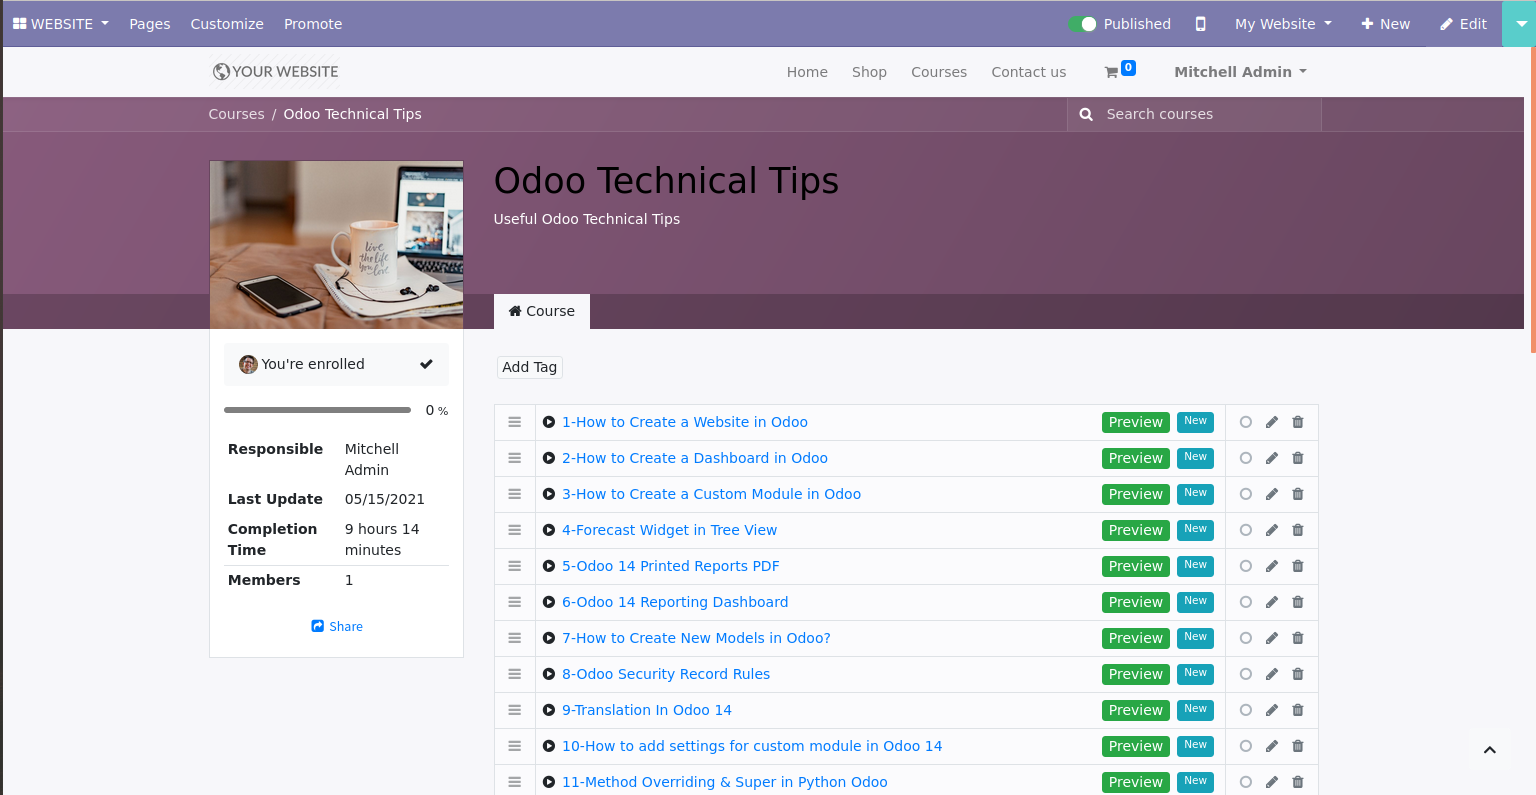 WEBSITE Pages Customize Promote Published My Website New Edit
YOUR WEBSITE Home Shop Courses Contact us 0 Mitchell Admin
Courses / Odoo Technical Tips Search courses
Odoo Technical Tips
Useful Odoo Technical Tips
live
the life
you love
Course
You're enrolled
0 %
Responsible Mitchell
Admin
Last Update 05/15/2021
Completion 9 hours 14
Time minutes
Members 1
Share
Add Tag
1-How to Create a Website in Odoo Preview New
2-How to Create a Dashboard in Odoo Preview New
3-How to Create a Custom Module in Odoo Preview New
4-Forecast Widget in Tree View Preview New
5-Odoo 14 Printed Reports PDF Preview New
6-Odoo 14 Reporting Dashboard Preview New
7-How to Create New Models in Odoo? Preview New
8-Odoo Security Record Rules Preview New
9-Translation In Odoo 14 Preview New
10-How to add settings for custom module in Odoo 14 Preview New
11-Method Overriding & Super in Python Odoo Preview New